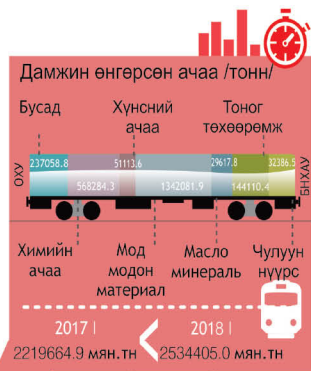 Дамжин өнгөрсөн ачаа /тонн/
Бусад
Хүнсний
ачаа
Тоног
төхөөрөмж
ОХУ
237058.8
51113.6
29617.8
32386.5
БНХАУ
568284.3
1342081.9
144110.4
Химийн
ачаа
Мод
модон
материал
Масло
минераль
Чулуун
нүүрс
2017 I
2018 I
2219664.9 мян.тн
2534405.0 мян.тн